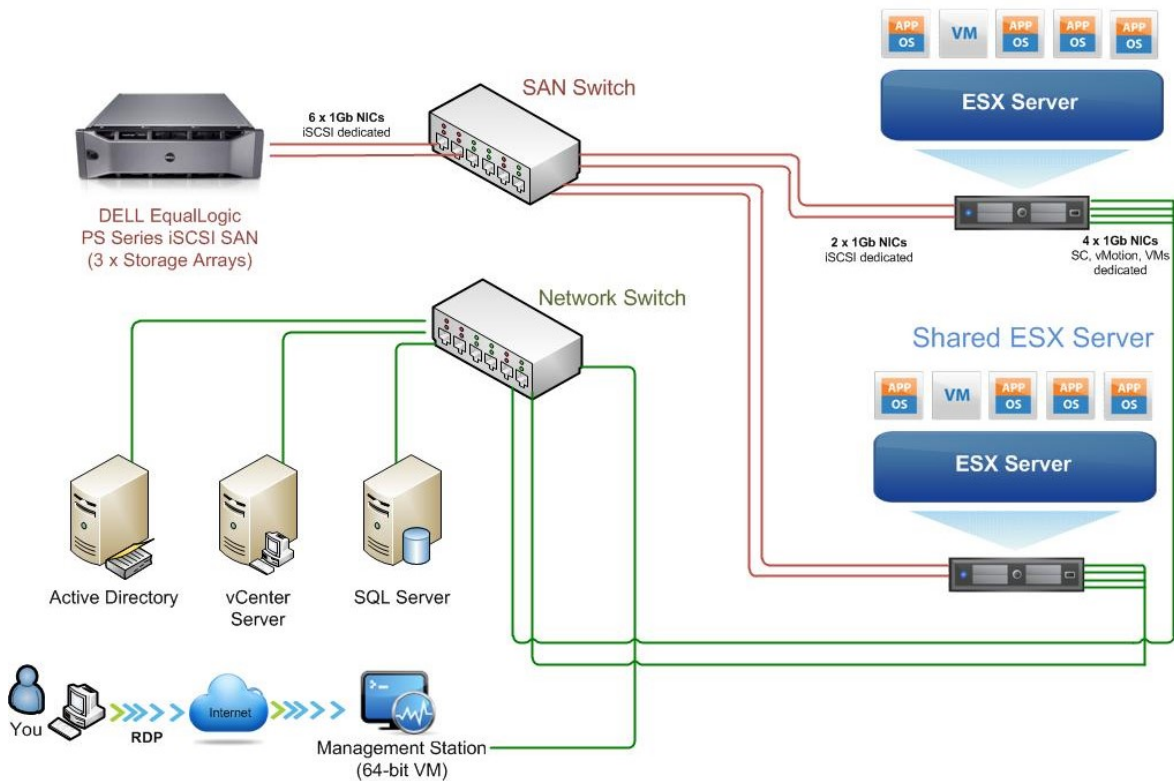 SAN Switch
6 x 1Gb NICs
iSCSI dedicated
DELL EqualLogic
PS Series iSCSI SAN
(3 x Storage Arrays)
APP
OS
VM
APP
OS
APP
OS
APP
OS
ESX Server
2 x 1Gb NICs
iSCSI dedicated
4 x 1Gb NICs
SC, vMotion, VMs
dedicated
Network Switch
Shared ESX Server
APP
OS
VM
APP
OS
APP
OS
APP
OS
ESX Server
Active Directory
vCenter
Server
SQL Server
You
RDP
Internet
Management Station
(64-bit VM)